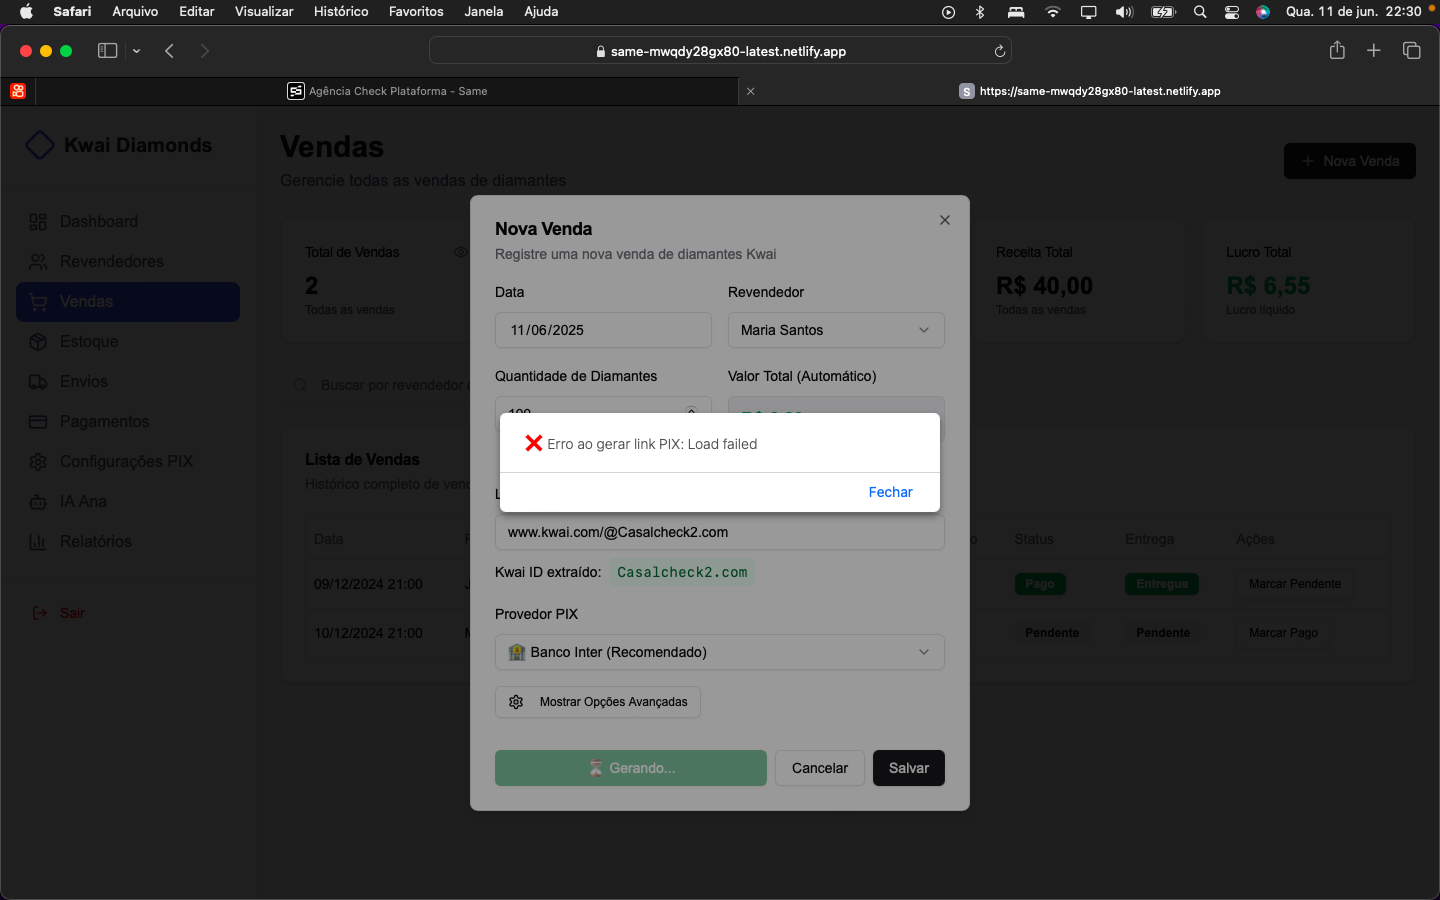 Safari Arquivo Editar Visualizar Histórico Favoritos Janela Ajuda Qua. 11 de jun. 22:30
same-mwqdy28gx80-latest.netlify.app
Agência Check Plataforma - Same
S https://same-mwqdy28gx80-latest.netlify.app
Kwai Diamonds
Dashboard
Revendedores
Vendas
Estoque
Envios
Pagamentos
Configurações PIX
IA Ana
Relatórios
Sair
Vendas
Gerencie todas as vendas de diamantes
+ Nova Venda
Total de Vendas
2
Todas as vendas
Receita Total
R$ 40,00
Todas as vendas
Lucro Total
R$ 6,55
Lucro líquido
Buscar por revendedor
Lista de Vendas
Histórico completo de
Data
Status Entrega Ações
09/12/2024 21:00
Pago Entregue Marcar Pendente
10/12/2024 21:00
Pendente Pendente Marcar Pago
Nova Venda
Registre uma nova venda de diamantes Kwai
Data Revendedor
11/06/2025 Maria Santos
Quantidade de Diamantes Valor Total (Automático)
❌ Erro ao gerar link PIX: Load failed
Fechar
www.kwai.com/@Casalcheck2.com
Kwai ID extraído: Casalcheck2.com
Provedor PIX
🏦 Banco Inter (Recomendado)
Mostrar Opções Avançadas
⏳ Gerando...
Cancelar
Salvar